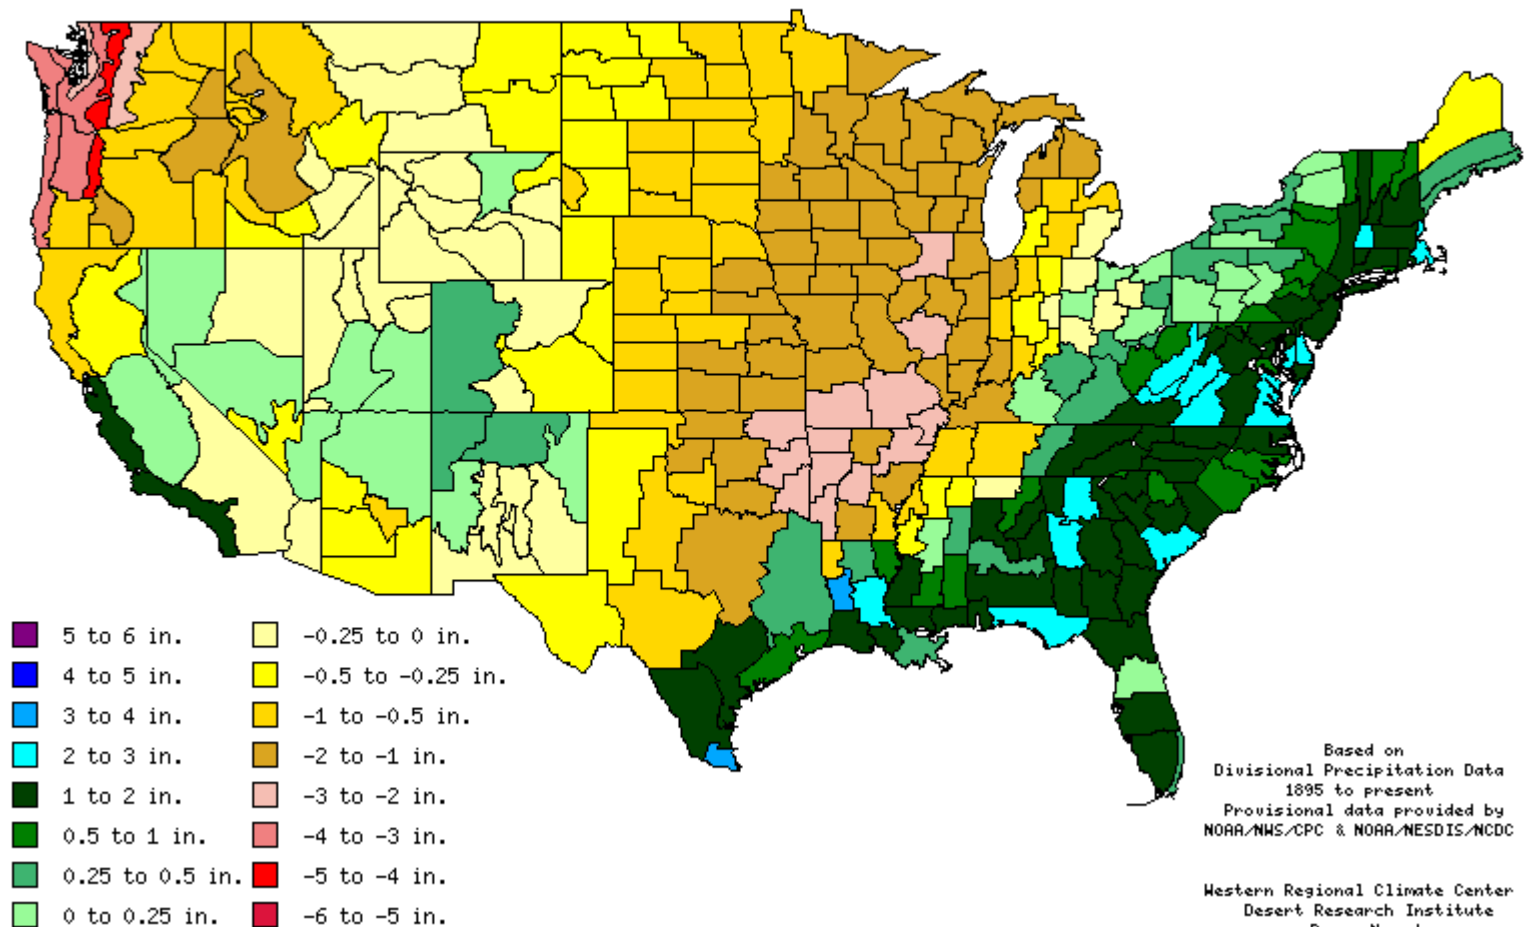 5 to 6 in.
4 to 5 in.
3 to 4 in.
2 to 3 in.
1 to 2 in.
0.5 to 1 in.
0.25 to 0.5 in.
0 to 0.25 in.
-0.25 to 0 in.
-0.5 to -0.25 in.
-1 to -0.5 in.
-2 to -1 in.
-3 to -2 in.
-4 to -3 in.
-5 to -4 in.
-6 to -5 in.
Based on
Divisional Precipitation Data
1895 to present
Provisional data provided by
NOAA/NWS/CPC & NOAA/NESDIS/NCDC
Western Regional Climate Center
Desert Research Institute